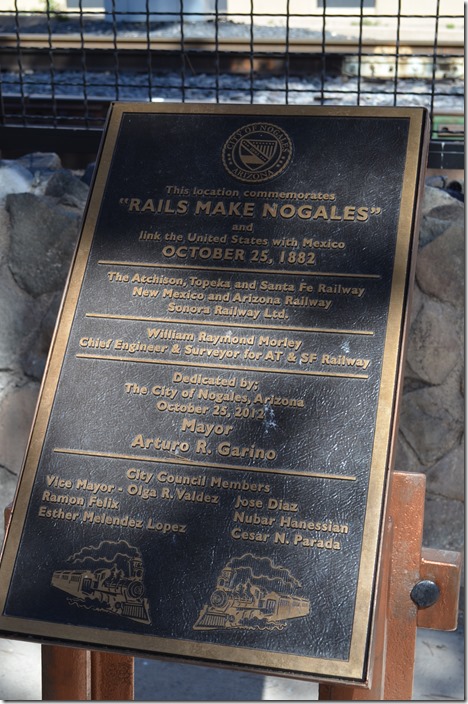 CITY OF NOGALES
ARIZONA
This location commemorates
"RAILS MAKE NOGALES"
and
link the United States with Mexico
OCTOBER 25, 1882
The Atchison, Topeka and Santa Fe Railway
New Mexico and Arizona Railway
Sonora Railway Ltd.
William Raymond Morley
Chief Engineer & Surveyor for AT & SF Railway
Dedicated by:
The City of Nogales, Arizona
October 25, 2012
Mayor
Arturo R. Garino
City Council Members
Vice Mayor - Olga R. Valdez
Ramon Felix
Esther Melendez Lopez
Jose Diaz
Nubar Hanessian
Cesar N. Parada